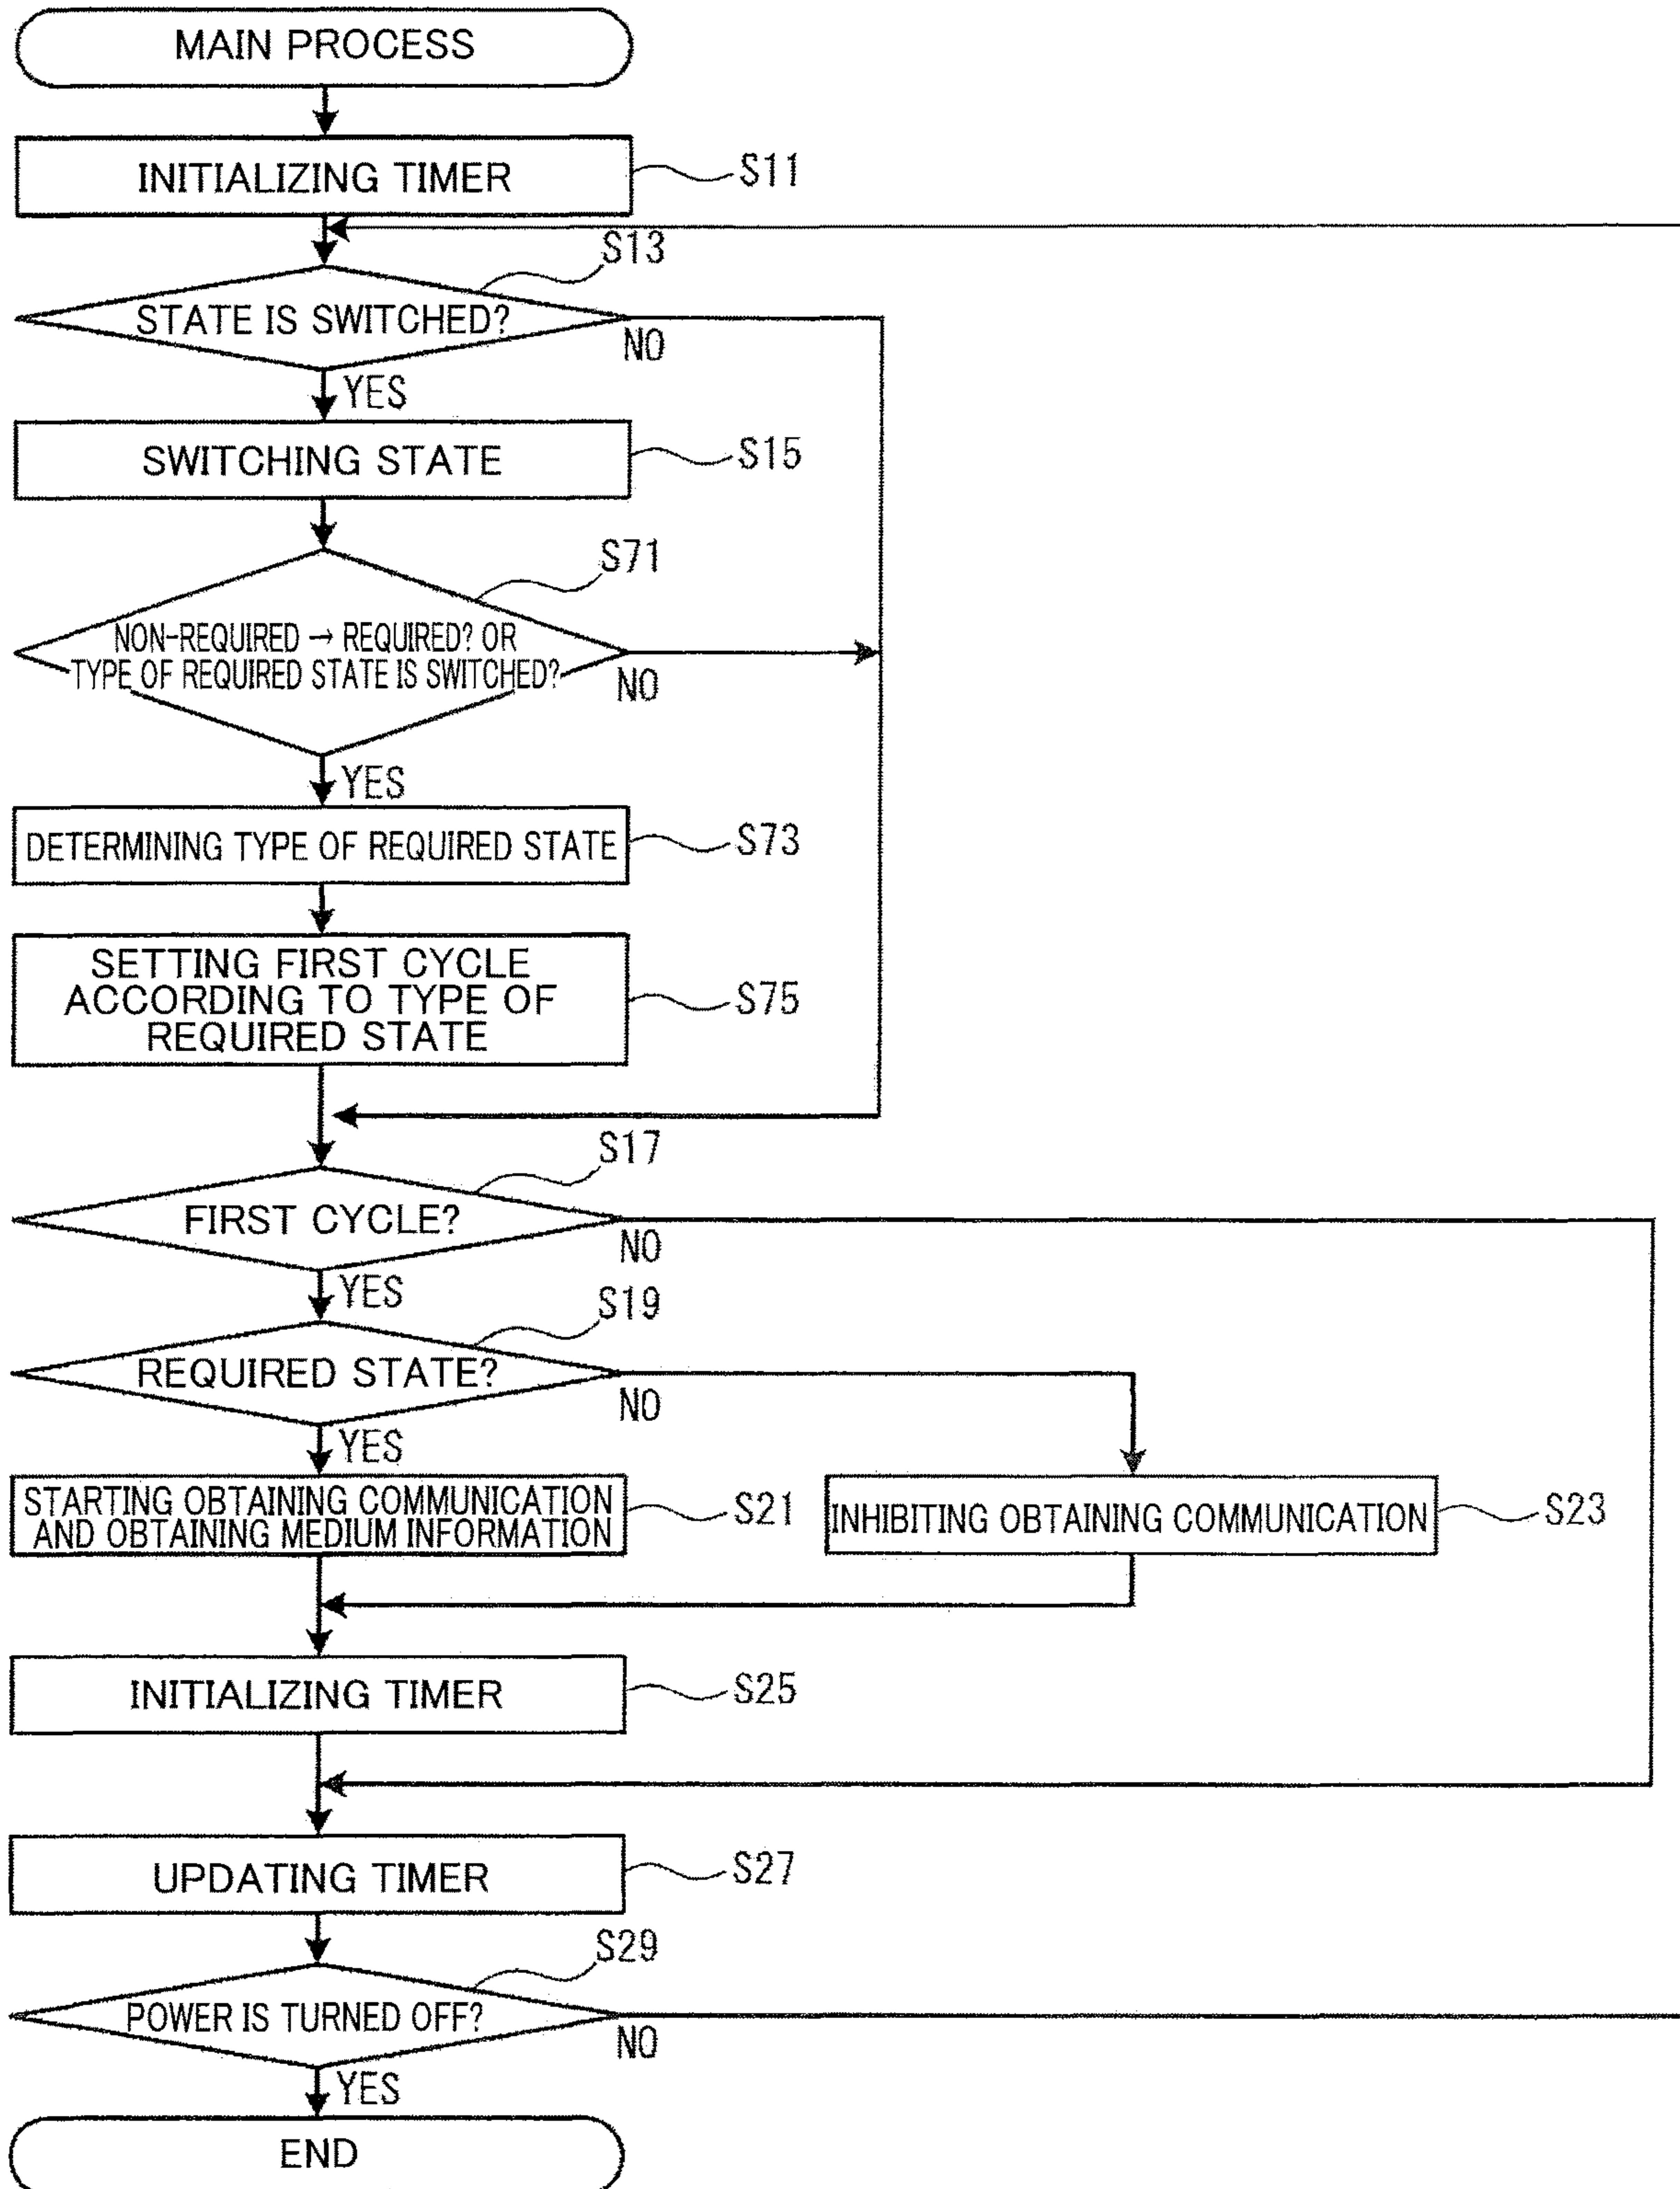 MAIN PROCESS
INITIALIZING TIMER
S11
S13
STATE IS SWITCHED?
NO
YES
SWITCHING STATE
S15
S71
NON-REQUIRED → REQUIRED? OR
TYPE OF REQUIRED STATE IS SWITCHED?
NO
YES
DETERMINING TYPE OF REQUIRED STATE
S73
SETTING FIRST CYCLE
ACCORDING TO TYPE OF
REQUIRED STATE
S75
S17
FIRST CYCLE?
NO
YES
S19
REQUIRED STATE?
NO
YES
STARTING OBTAINING COMMUNICATION
AND OBTAINING MEDIUM INFORMATION
S21
INHIBITING OBTAINING COMMUNICATION
S23
INITIALIZING TIMER
S25
UPDATING TIMER
S27
S29
POWER IS TURNED OFF?
NO
YES
END